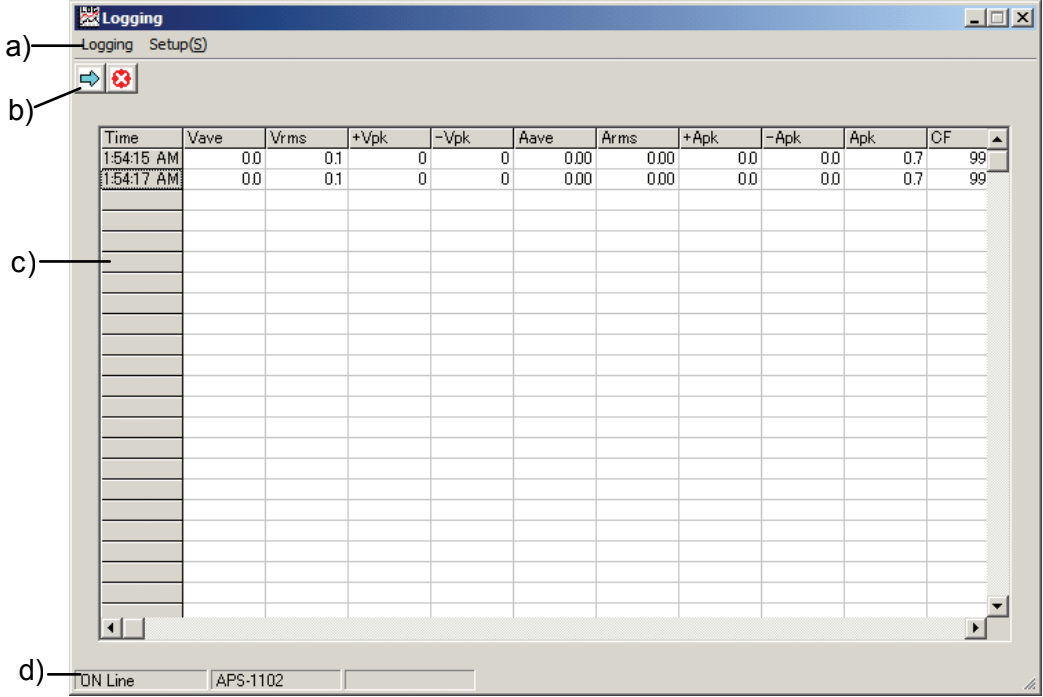 Logging
a) Logging Setup(S)
b)
Time Vave Vrms +Vpk -Vpk Aave Arms +Apk -Apk Apk CF
1:54:15 AM 0.0 0.1 0 0 0.00 0.00 0.0 0.0 0.7 99
1:54:17 AM 0.0 0.1 0 0 0.00 0.00 0.0 0.0 0.7 99
c)
d) ON Line APS-1102